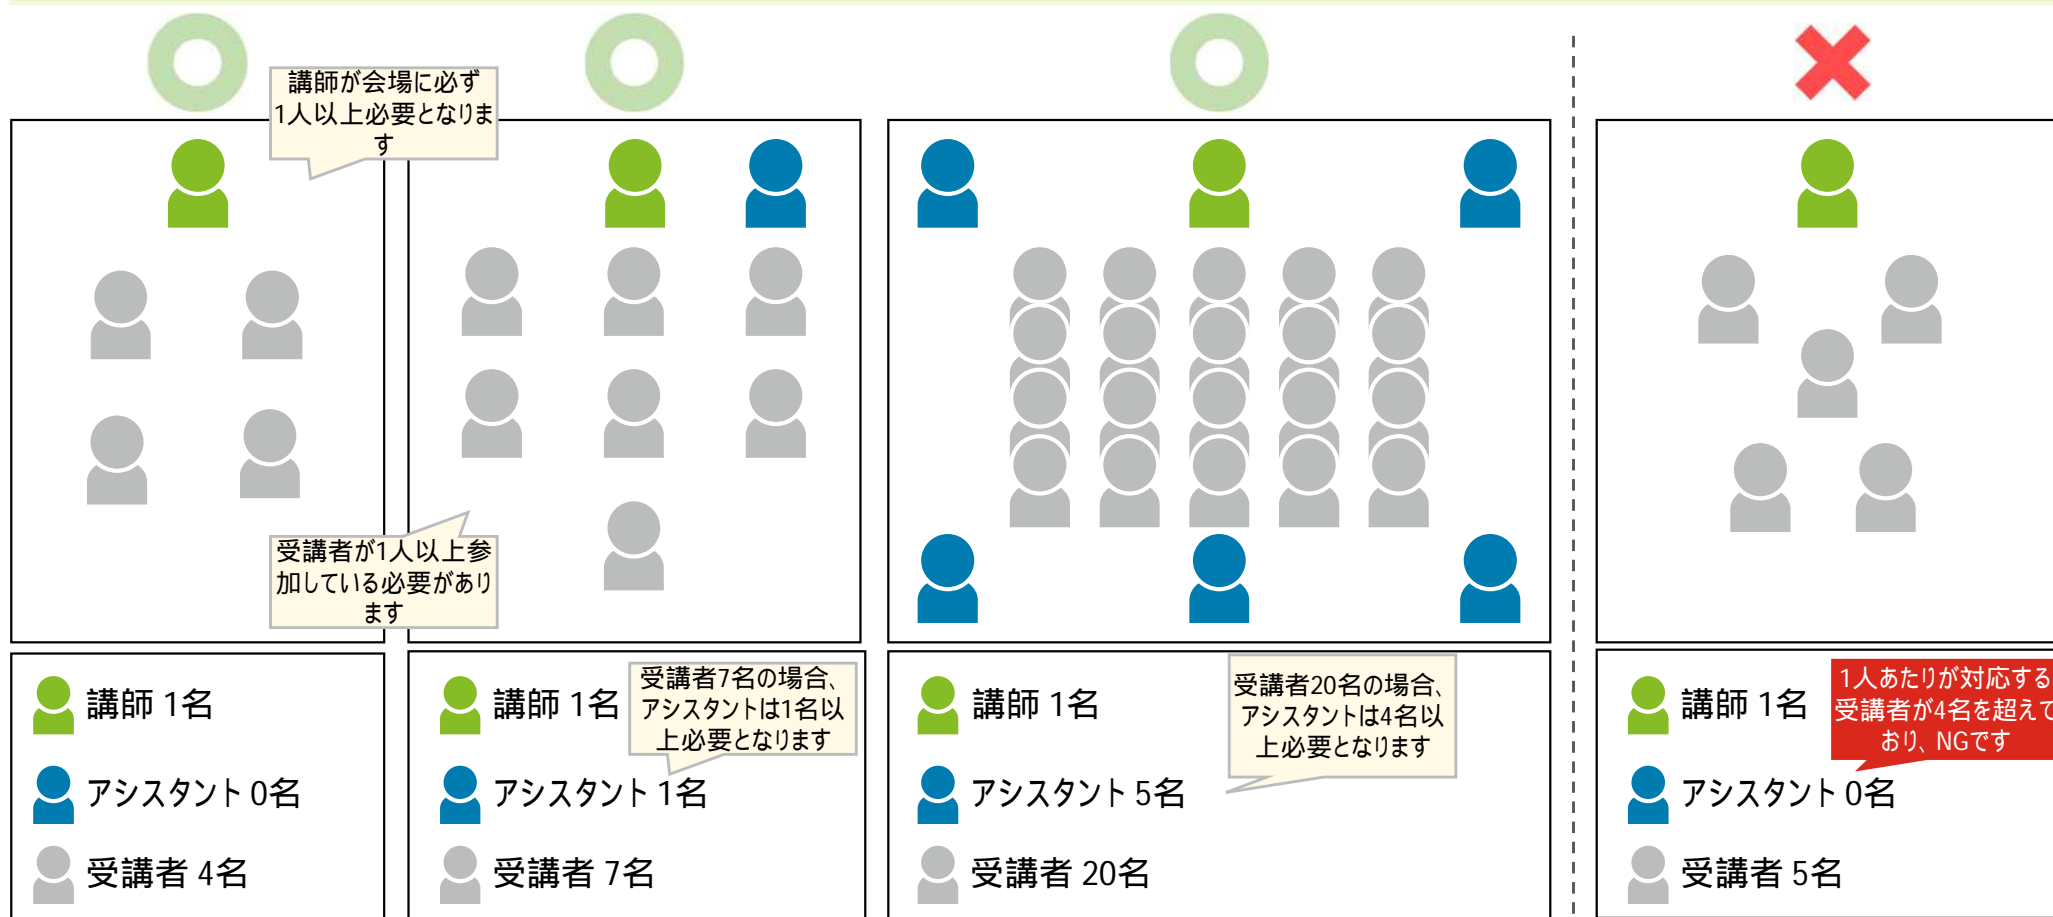 講師が会場に必ず
1人以上必要となりま
す
受講者が1人以上参
加している必要があり
ます
講師 1名
アシスタント 0名
受講者 4名
講師 1名
受講者7名の場合、
アシスタントは1名以
上必要となります
アシスタント 1名
受講者 7名
講師 1名
受講者20名の場合、
アシスタントは4名以
上必要となります
アシスタント 5名
受講者 20名
講師 1名
1人あたりが対応する
受講者が4名を超えて
おり、NGです
アシスタント 0名
受講者 5名